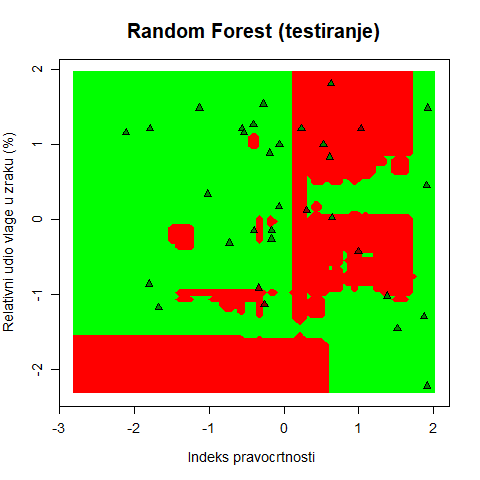 Random Forest (testiranje)
Relativni udio vlage u zraku (%)
2
1
0
-1
-2
-3 -2 -1 0 1 2
Indeks pravocrtnosti